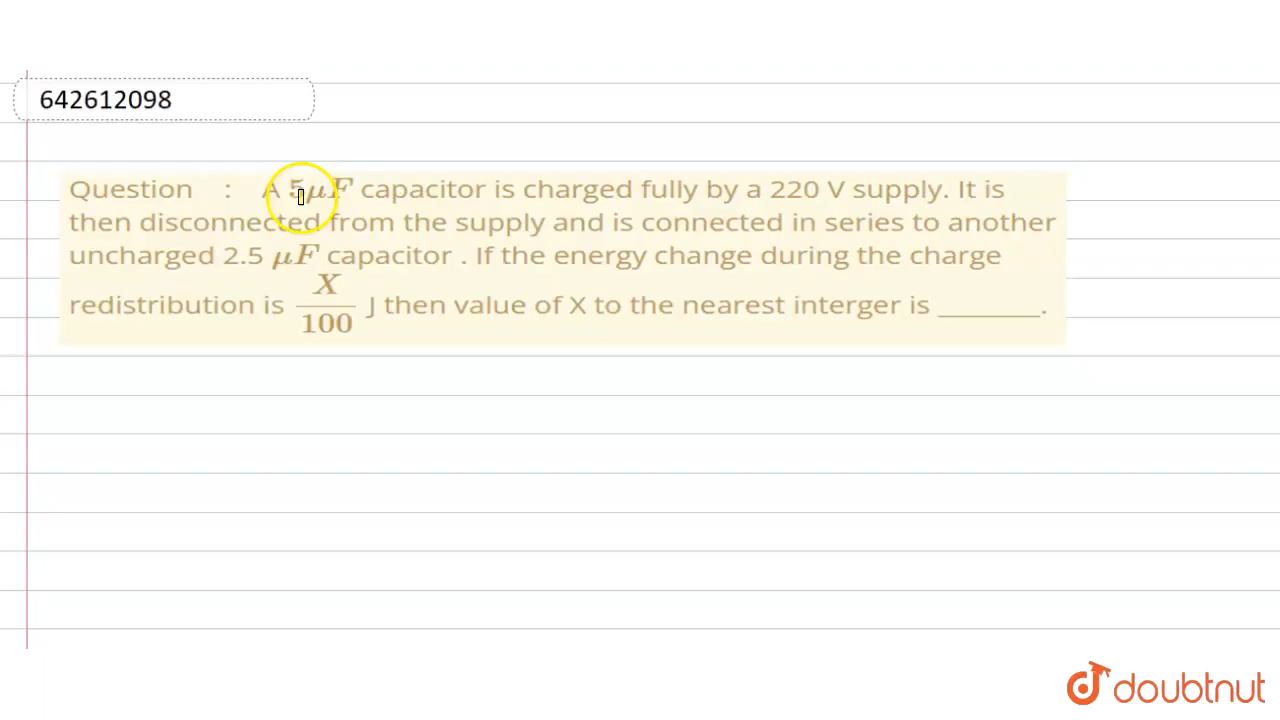 642612098
Question : A 5μF capacitor is charged fully by a 220 V supply. It is
then disconnected from the supply and is connected in series to another
uncharged 2.5 μF capacitor . If the energy change during the charge
redistribution is X/100 J then value of X to the nearest interger is ________.
doubtnut